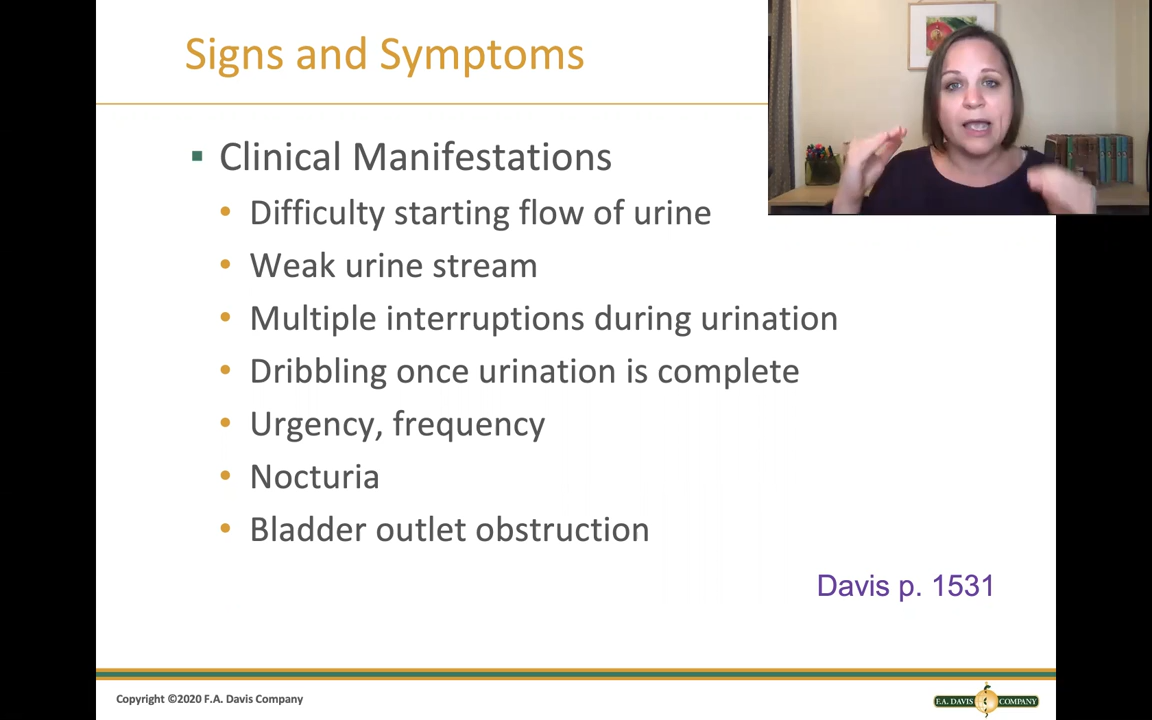 Signs and Symptoms
▪ Clinical Manifestations
• Difficulty starting flow of urine
• Weak urine stream
• Multiple interruptions during urination
• Dribbling once urination is complete
• Urgency, frequency
• Nocturia
• Bladder outlet obstruction
Davis p. 1531
Copyright ©2020 F.A. Davis Company
F.A. DAVIS COMPANY